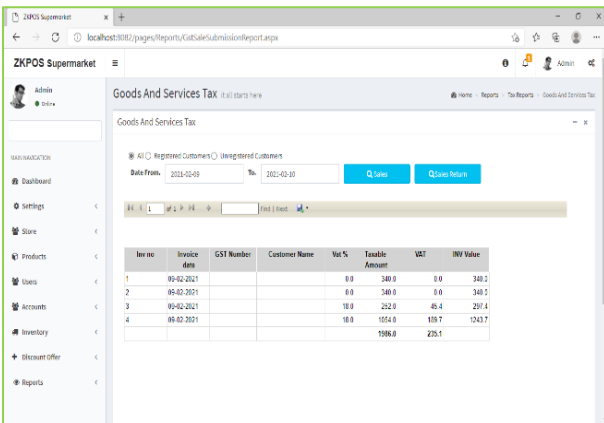 ZKPOS Supermarket
localhost:8082/pages/Reports/GstSaleSubmissionReport.aspx
ZKPOS Supermarket
Admin
Admin
Online
Goods And Services Tax it all starts here
Home Reports Tax Reports Goods And Services Tax
Goods And Services Tax
All Registered Customers Unregistered Customers
Date From. 2021-02-09 To. 2021-02-10 Sales Sales Return
1 of 1 Find | Next
MAIN NAVIGATION
Dashboard
Settings
Store
Products
Users
Accounts
Inventory
Discount Offer
Reports
Inv no Invoice date GST Number Customer Name Vat % Taxable Amount VAT INV Value
1 09-02-2021 0.0 340.0 0.0 340.0
2 09-02-2021 0.0 340.0 0.0 340.0
3 09-02-2021 18.0 252.0 45.4 297.4
4 09-02-2021 18.0 1054.0 189.7 1243.7
1986.0 235.1